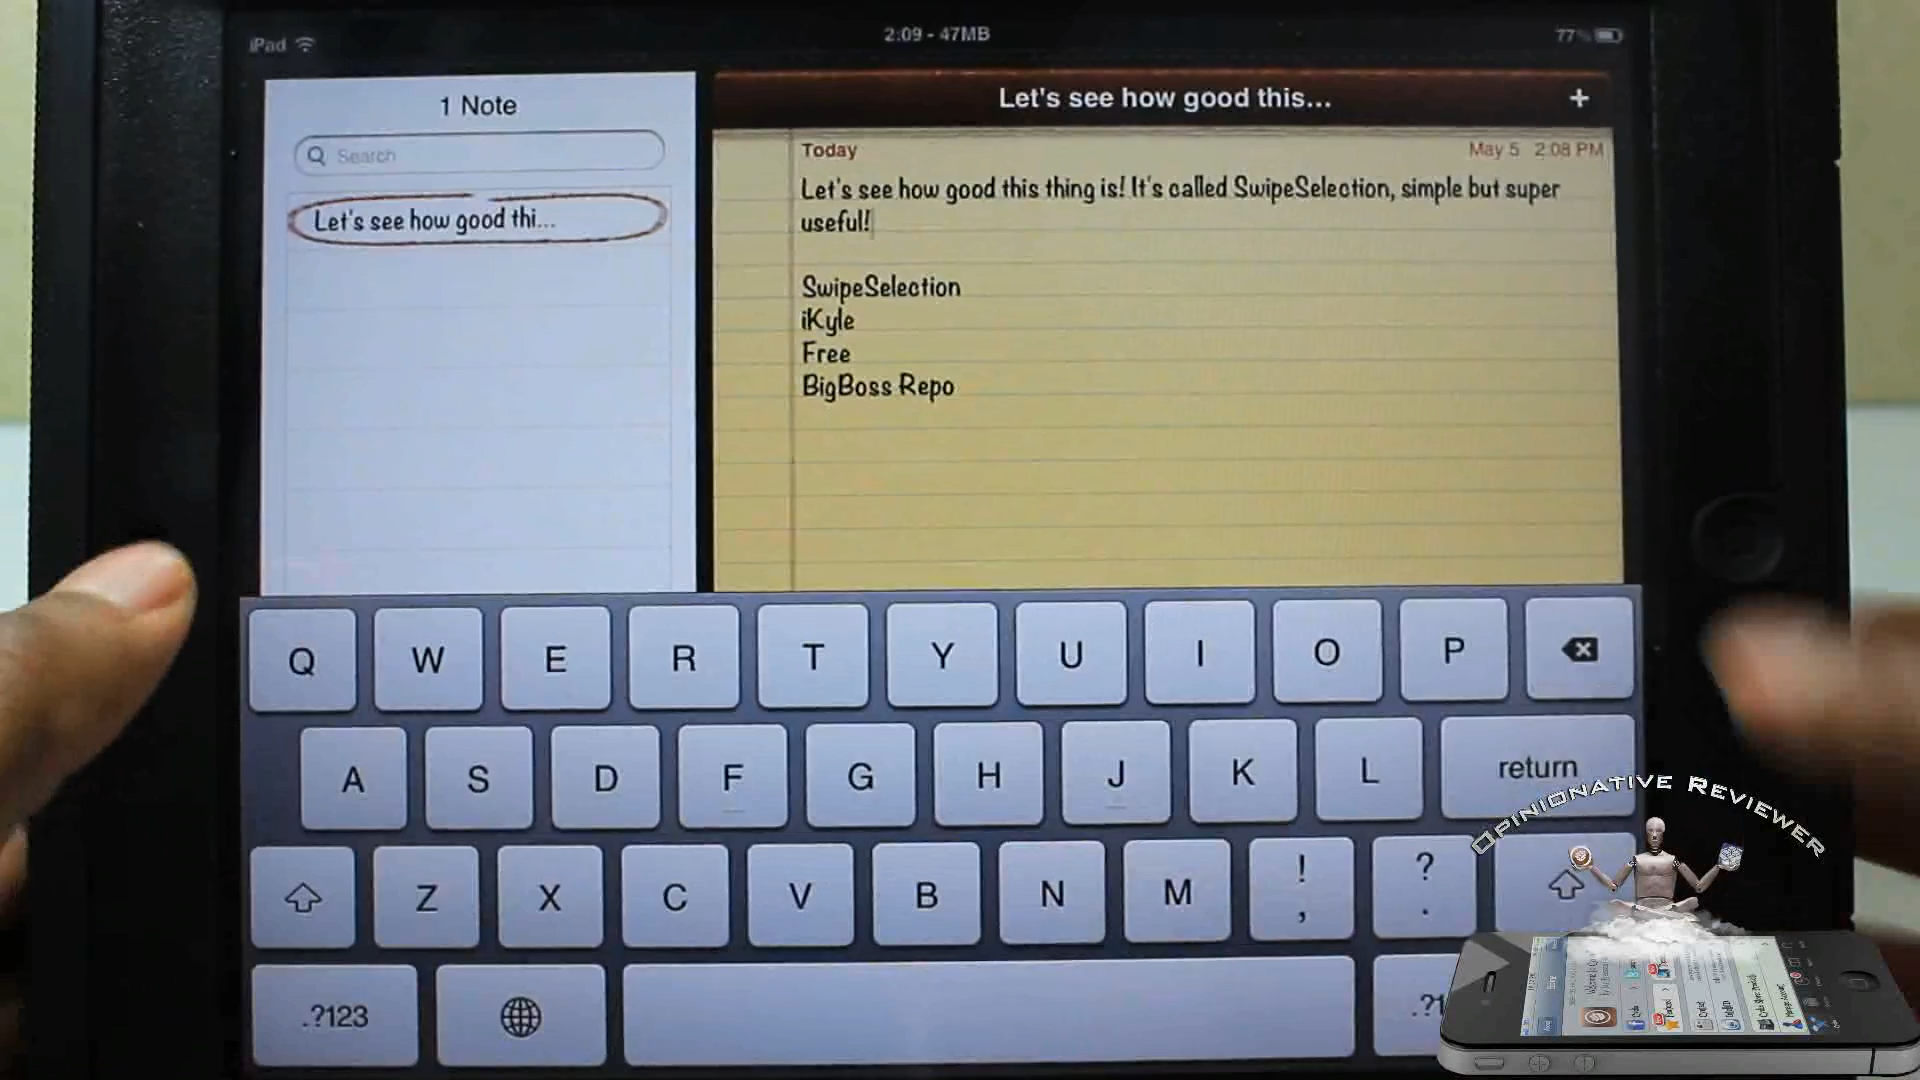 iPad
2:09 - 47MB
77%
1 Note
Search
Let's see how good thi...
Let's see how good this...
+
Today
May 5 2:08 PM
Let's see how good this thing is! It's called SwipeSelection, simple but super
useful!
SwipeSelection
iKyle
Free
BigBoss Repo
Q W E R T Y U I O P
A S D F G H J K L return
Z X C V B N M ! , ? .
.?123
.?1
Opinionative Reviewer